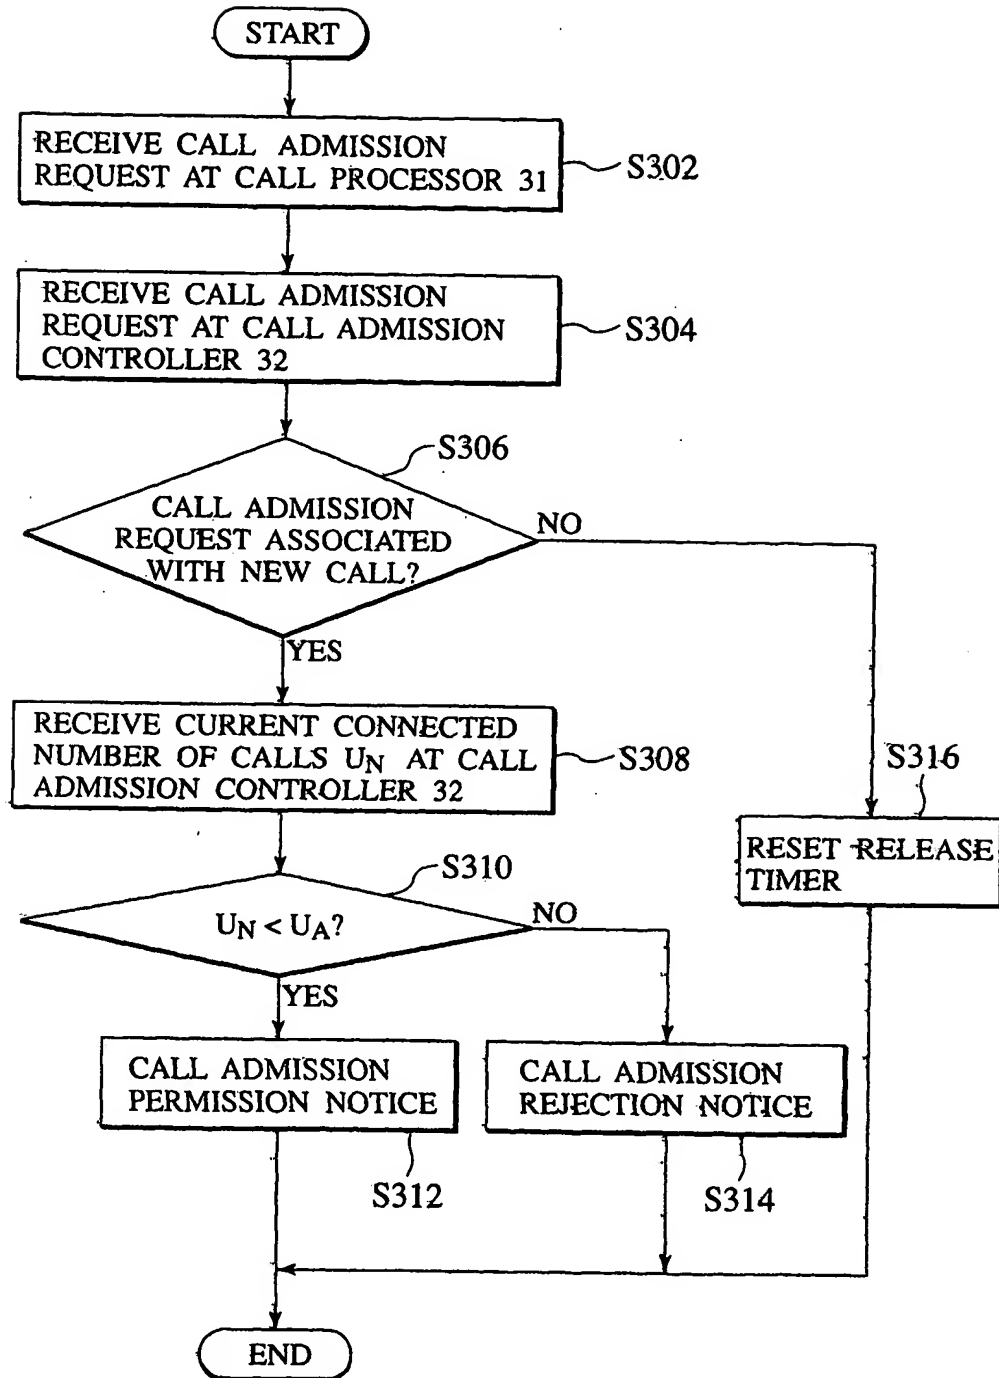 START
RECEIVE CALL ADMISSION
REQUEST AT CALL PROCESSOR 31
S302
RECEIVE CALL ADMISSION
REQUEST AT CALL ADMISSION
CONTROLLER 32
S304
S306
CALL ADMISSION
REQUEST ASSOCIATED
WITH NEW CALL?
NO
YES
RECEIVE CURRENT CONNECTED
NUMBER OF CALLS UN AT CALL
ADMISSION CONTROLLER 32
S308
S316
RESET RELEASE
TIMER
S310
UN < UA?
NO
YES
CALL ADMISSION
PERMISSION NOTICE
CALL ADMISSION
REJECTION NOTICE
S312
S314
END